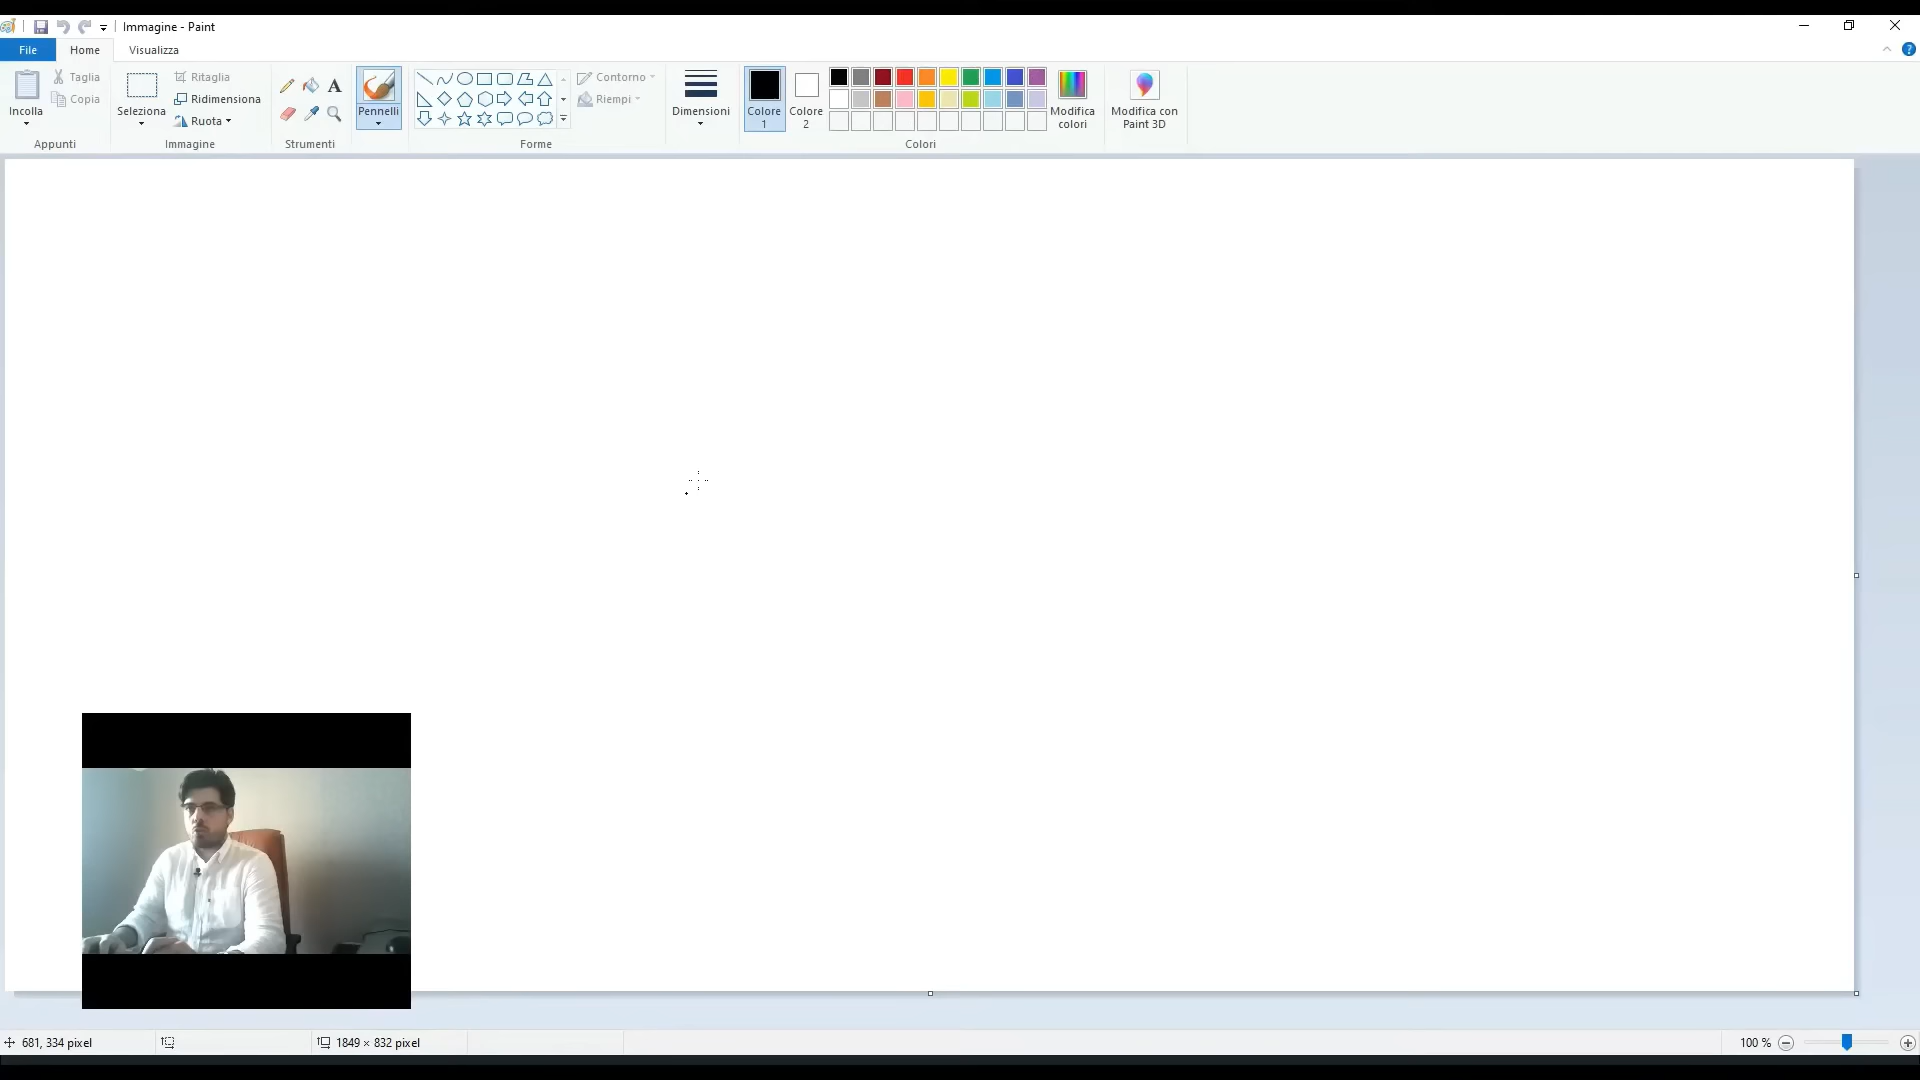 Immagine - Paint
File Home Visualizza
Incolla
Taglia
Copia
Appunti
Seleziona
Ritaglia
Ridimensiona
Ruota
Immagine
A
Strumenti
Pennelli
Contorno
Riempi
Forme
Dimensioni
Colore
1
Colore
2
Modifica
colori
Colori
Modifica con
Paint 3D
?
681, 334 pixel
1849 × 832 pixel
100 %